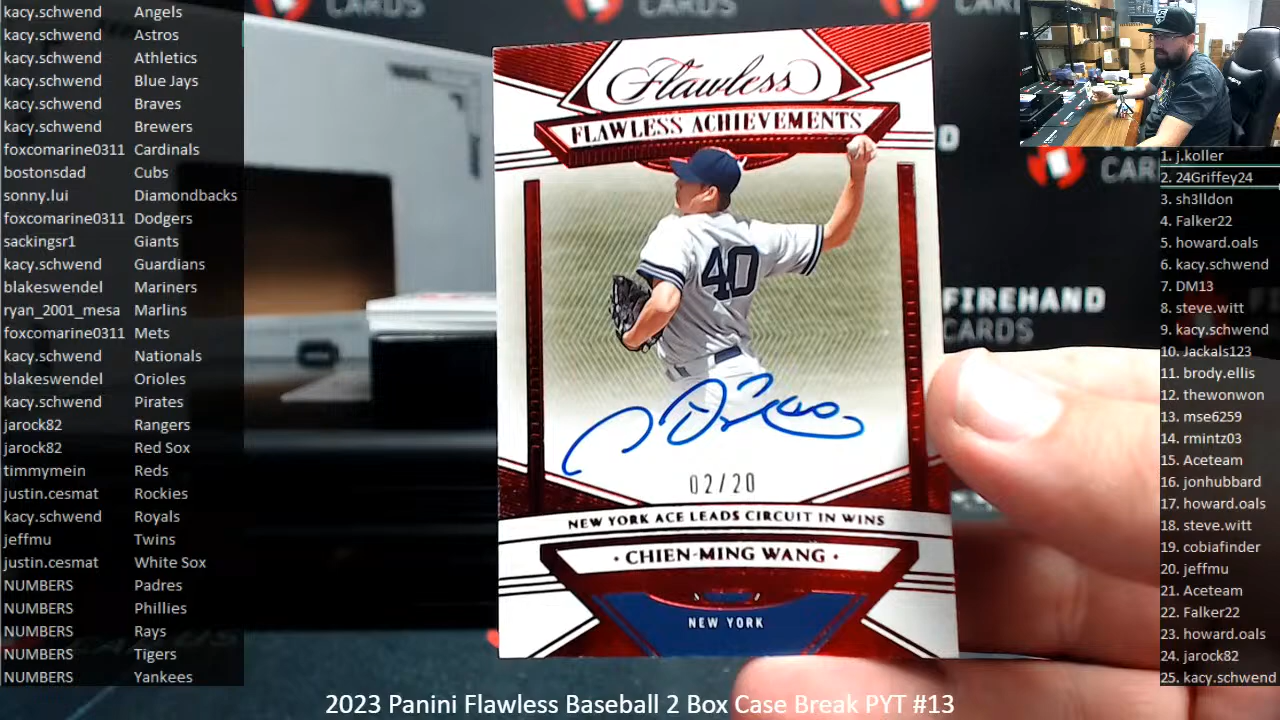 kacy.schwend Angels
kacy.schwend Astros
kacy.schwend Athletics
kacy.schwend Blue Jays
kacy.schwend Braves
kacy.schwend Brewers
foxcomarine0311 Cardinals
bostonsdad Cubs
sonny.lui Diamondbacks
foxcomarine0311 Dodgers
sackingsr1 Giants
kacy.schwend Guardians
blakeswendel Mariners
ryan_2001_mesa Marlins
foxcomarine0311 Mets
kacy.schwend Nationals
blakeswendel Orioles
kacy.schwend Pirates
jarock82 Rangers
jarock82 Red Sox
timmymein Reds
justin.cesmat Rockies
kacy.schwend Royals
jeffmu Twins
justin.cesmat White Sox
NUMBERS Padres
NUMBERS Phillies
NUMBERS Rays
NUMBERS Tigers
NUMBERS Yankees
CARDS
CARDS
Flawless
FLAWLESS ACHIEVEMENTS
40
02/20
NEW YORK ACE LEADS CIRCUIT IN WINS
· CHIEN-MING WANG ·
NEW YORK
FIREHAND
CARDS
1. j.koller
2. 24Griffey24
3. sh3lldon
4. Falker22
5. howard.oals
6. kacy.schwend
7. DM13
8. steve.witt
9. kacy.schwend
10. Jackals123
11. brody.ellis
12. thewonwon
13. mse6259
14. rmintz03
15. Aceteam
16. jonhubbard
17. howard.oals
18. steve.witt
19. cobiafinder
20. jeffmu
21. Aceteam
22. Falker22
23. howard.oals
24. jarock82
25. kacy.schwend
2023 Panini Flawless Baseball 2 Box Case Break PYT #13